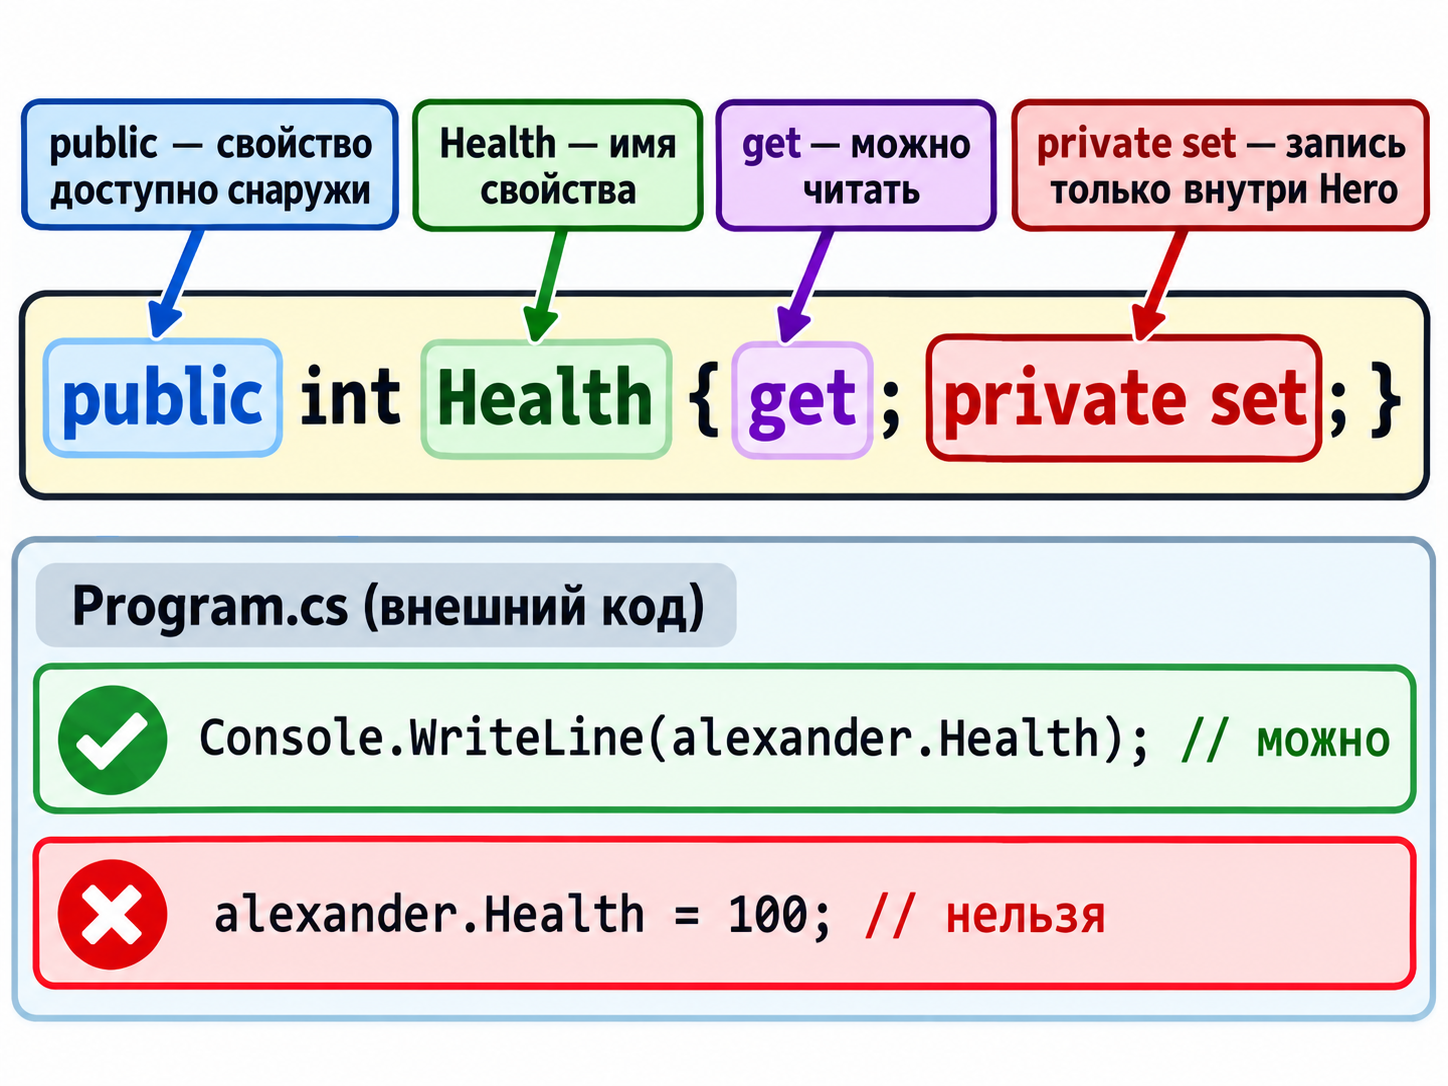 public — свойство
доступно снаружи
Health — имя
свойства
get — можно
читать
private set — запись
только внутри Hero
public int Health { get; private set; }
Program.cs (внешний код)
Console.WriteLine(alexander.Health); // можно
alexander.Health = 100; // нельзя